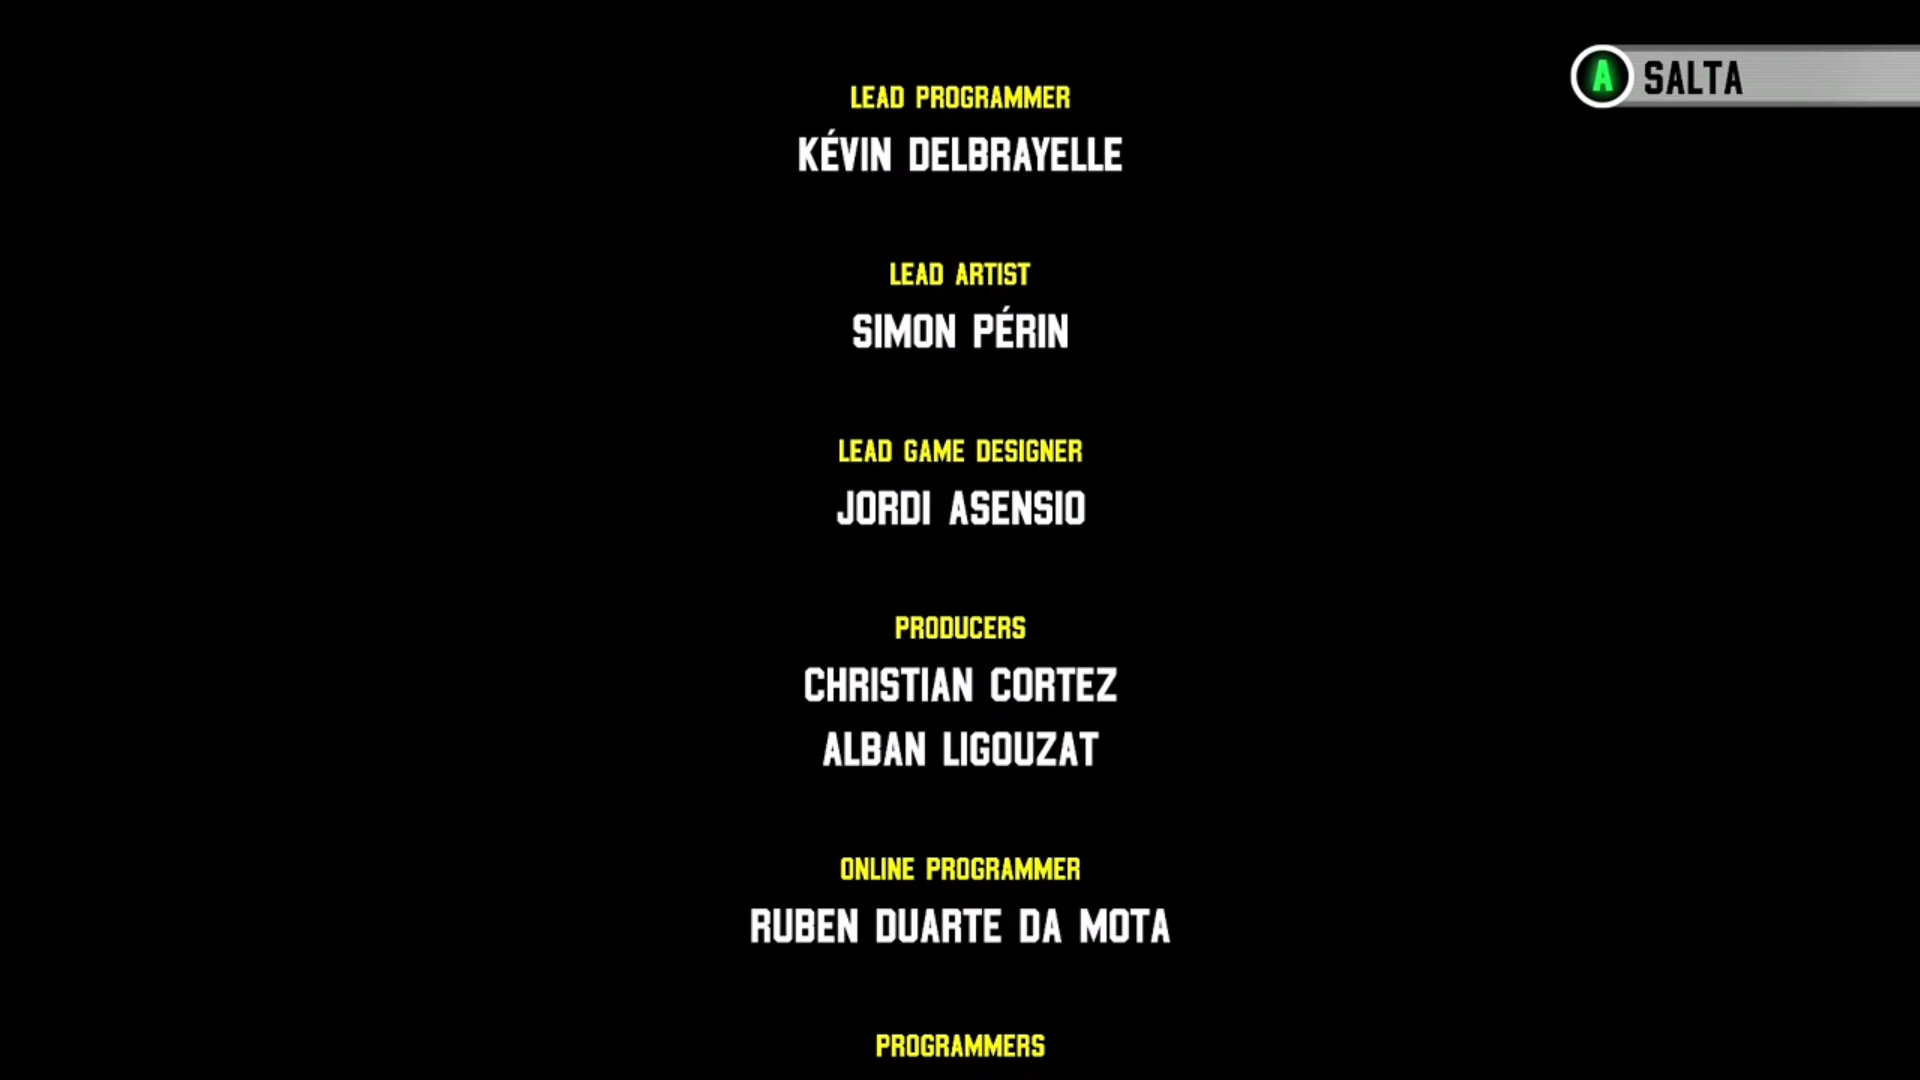 LEAD PROGRAMMER
A SALTA
KÉVIN DELBRAYELLE
LEAD ARTIST
SIMON PÉRIN
LEAD GAME DESIGNER
JORDI ASENSIO
PRODUCERS
CHRISTIAN CORTEZ
ALBAN LIGOUZAT
ONLINE PROGRAMMER
RUBEN DUARTE DA MOTA
PROGRAMMERS